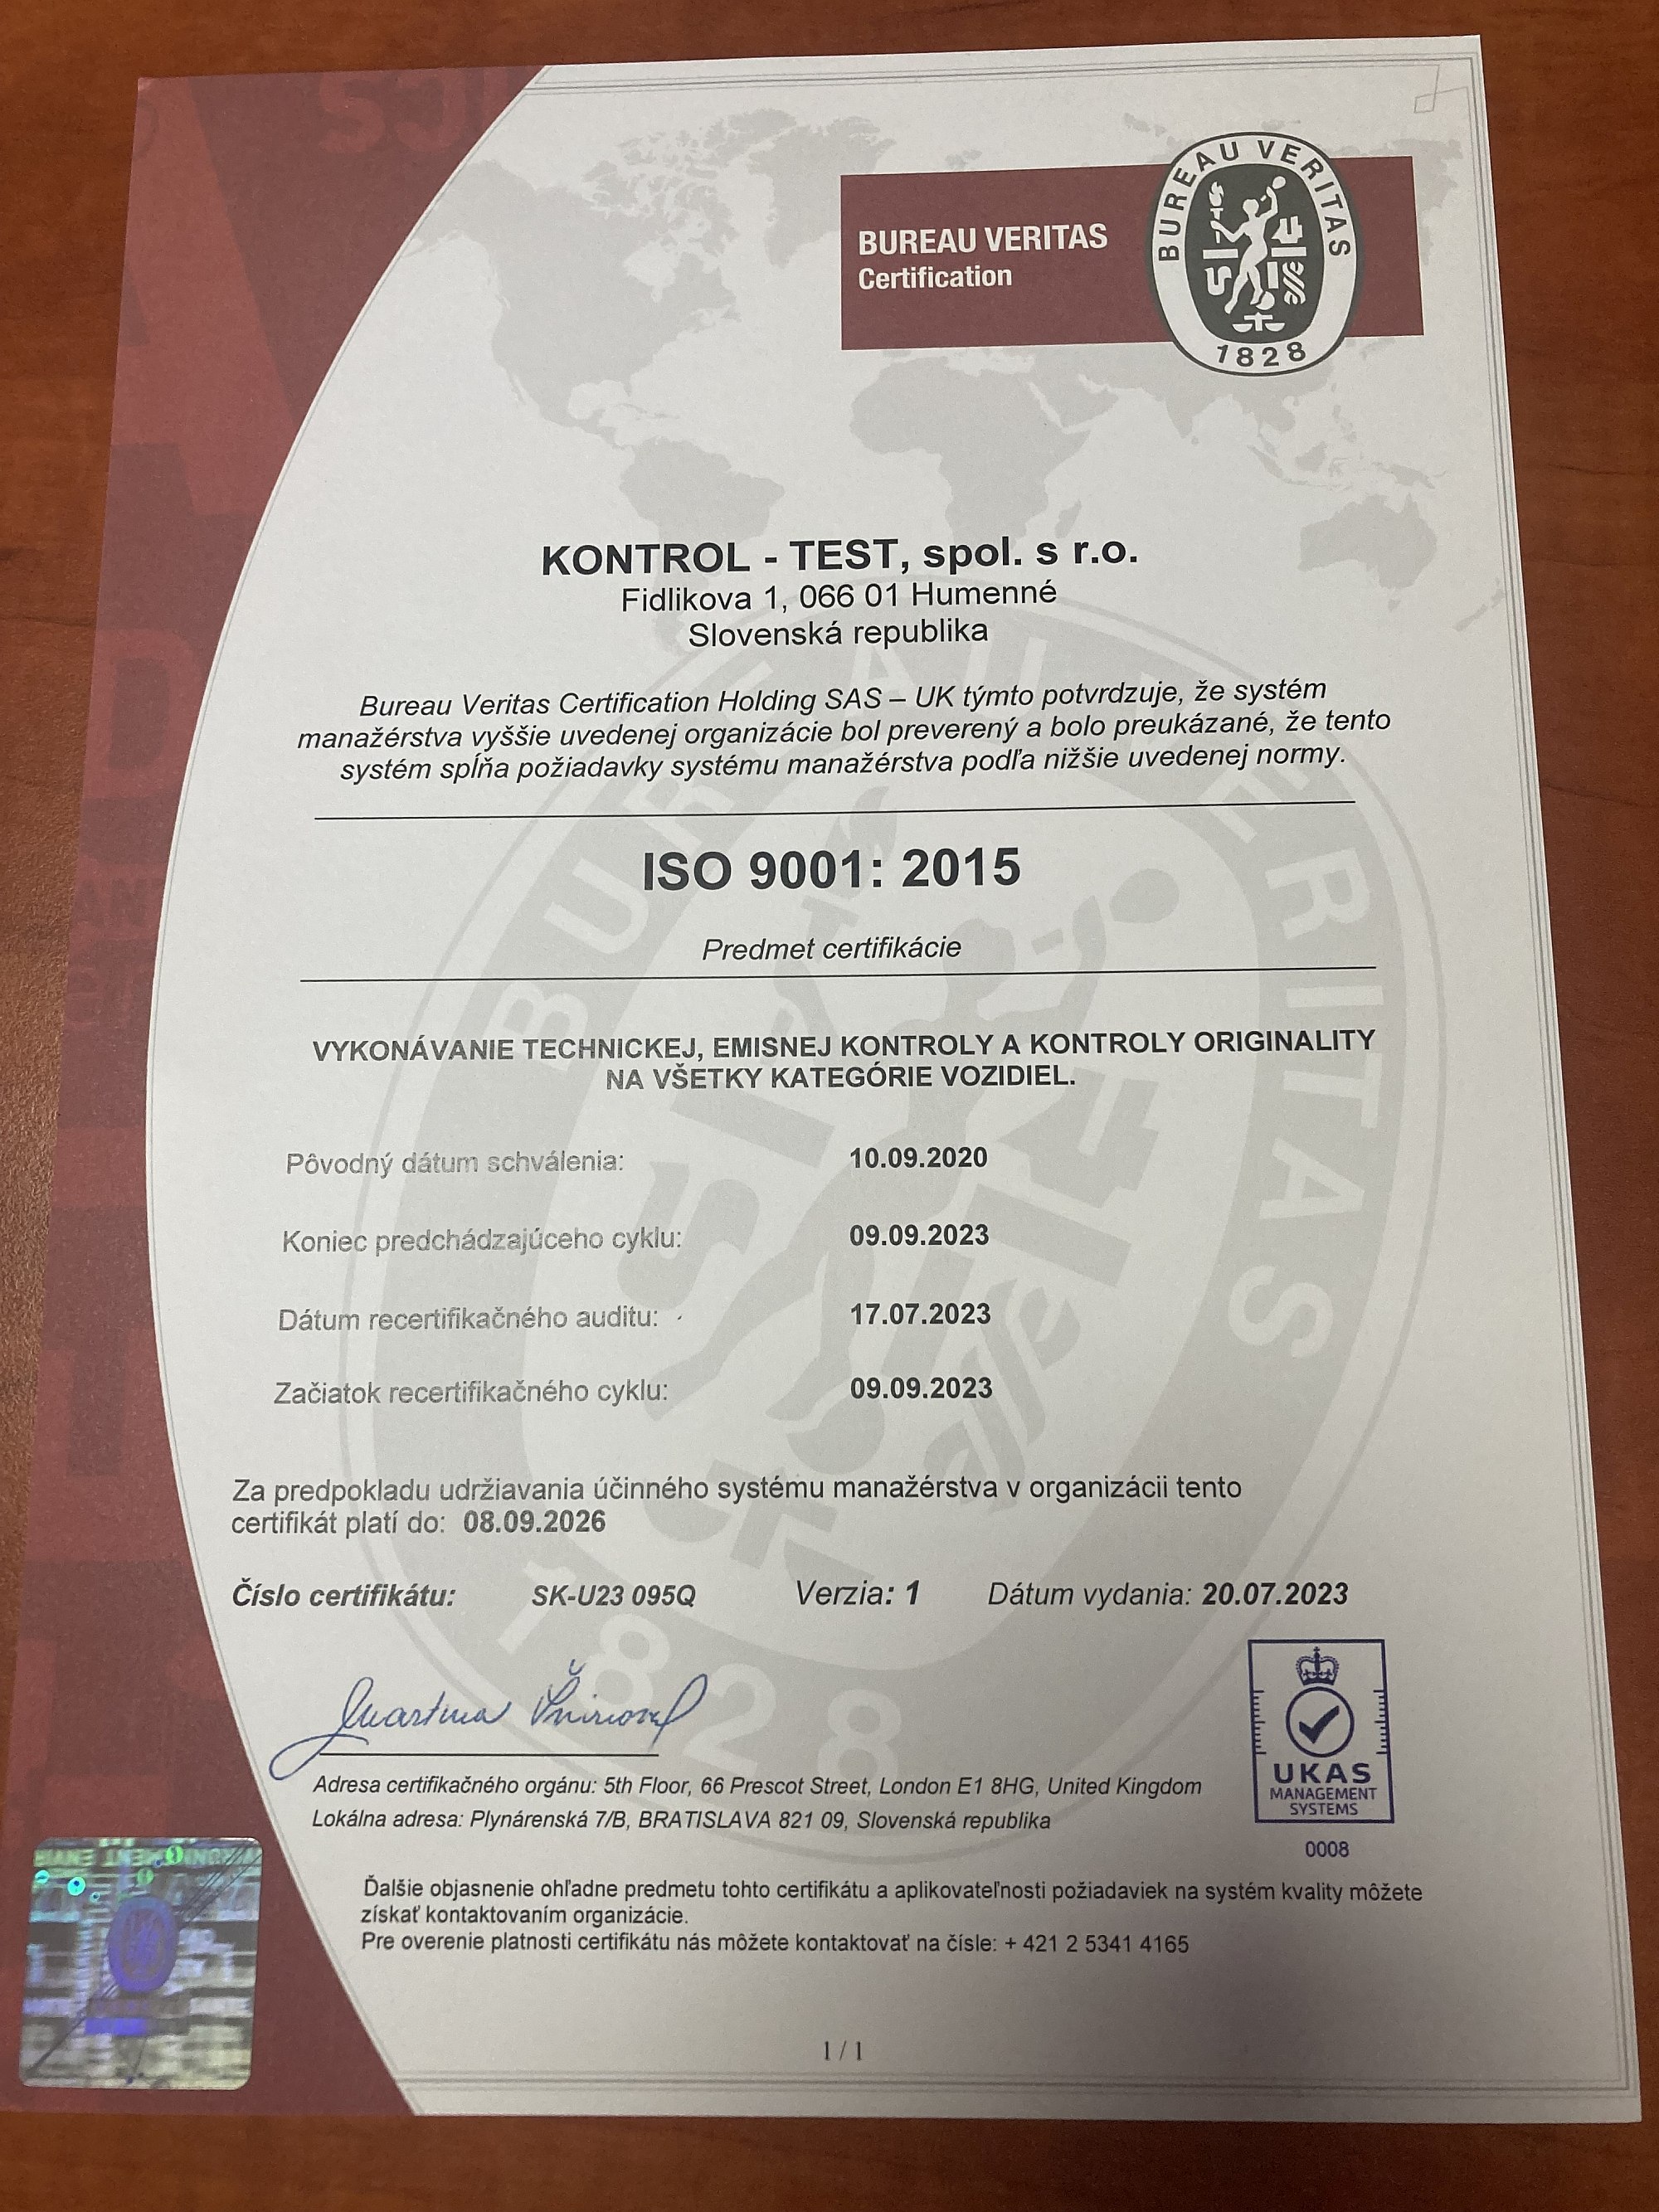 BUREAU VERITAS
Certification
BUREAU VERITAS
1828
KONTROL - TEST, spol. s r.o.
Fidlikova 1, 066 01 Humenné
Slovenská republika
Bureau Veritas Certification Holding SAS – UK týmto potvrdzuje, že systém
manažérstva vyššie uvedenej organizácie bol preverený a bolo preukázané, že tento
systém spĺňa požiadavky systému manažérstva podľa nižšie uvedenej normy.
ISO 9001: 2015
Predmet certifikácie
VYKONÁVANIE TECHNICKEJ, EMISNEJ KONTROLY A KONTROLY ORIGINALITY
NA VŠETKY KATEGÓRIE VOZIDIEL.
Pôvodný dátum schválenia: 10.09.2020
Koniec predchádzajúceho cyklu: 09.09.2023
Dátum recertifikačného auditu: 17.07.2023
Začiatok recertifikačného cyklu: 09.09.2023
Za predpokladu udržiavania účinného systému manažérstva v organizácii tento
certifikát platí do: 08.09.2026
Číslo certifikátu: SK-U23 095Q Verzia: 1 Dátum vydania: 20.07.2023
Adresa certifikačného orgánu: 5th Floor, 66 Prescot Street, London E1 8HG, United Kingdom
Lokálna adresa: Plynárenská 7/B, BRATISLAVA 821 09, Slovenská republika
UKAS
MANAGEMENT
SYSTEMS
0008
Ďalšie objasnenie ohľadne predmetu tohto certifikátu a aplikovateľnosti požiadaviek na systém kvality môžete
získať kontaktovaním organizácie.
Pre overenie platnosti certifikátu nás môžete kontaktovať na čísle: + 421 2 5341 4165
1 / 1